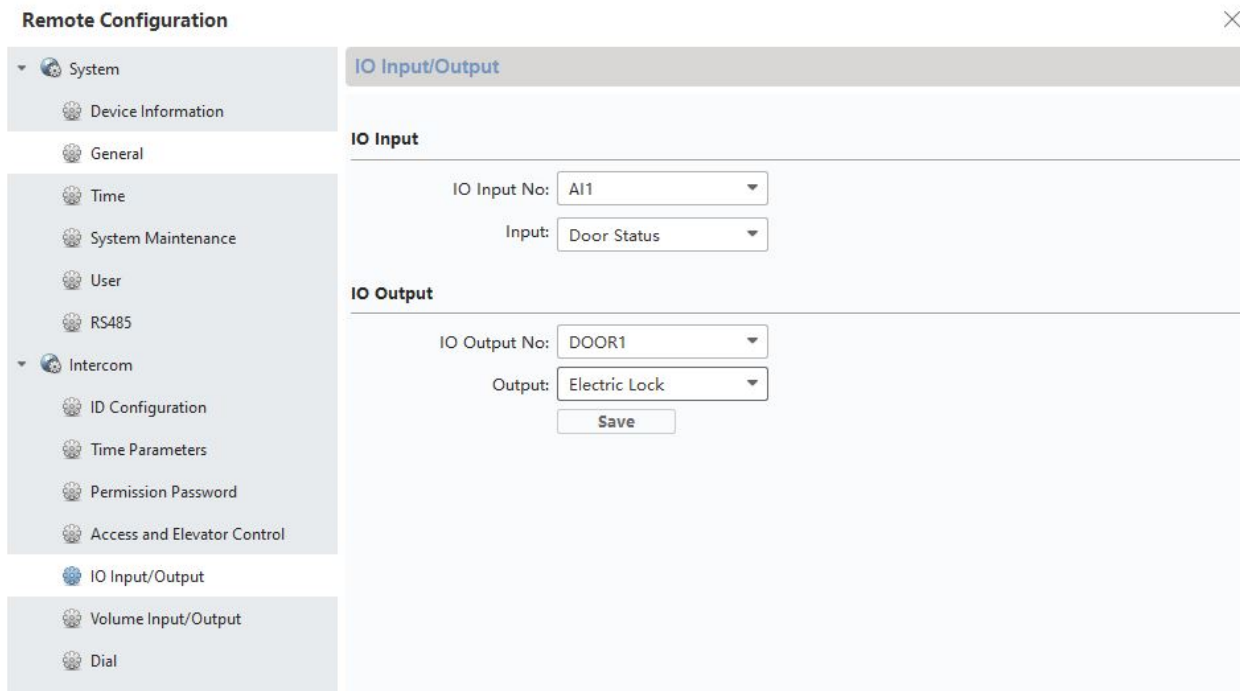 Remote Configuration
System
Device Information
General
Time
System Maintenance
User
RS485
Intercom
ID Configuration
Time Parameters
Permission Password
Access and Elevator Control
IO Input/Output
Volume Input/Output
Dial
IO Input/Output
IO Input
IO Input No: AI1
Input: Door Status
IO Output
IO Output No: DOOR1
Output: Electric Lock
Save